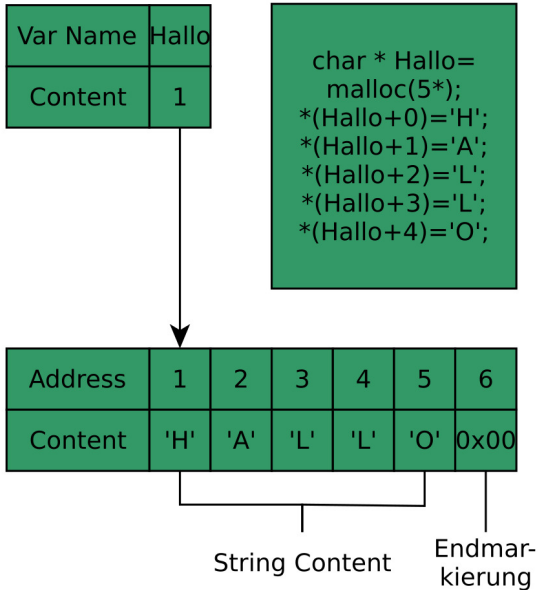 Var Name Hallo
Content 1
char * Hallo=
malloc(5*);
*(Hallo+0)='H';
*(Hallo+1)='A';
*(Hallo+2)='L';
*(Hallo+3)='L';
*(Hallo+4)='O';
Address 1 2 3 4 5 6
Content 'H' 'A' 'L' 'L' 'O' 0x00
String Content
Endmar-
kierung